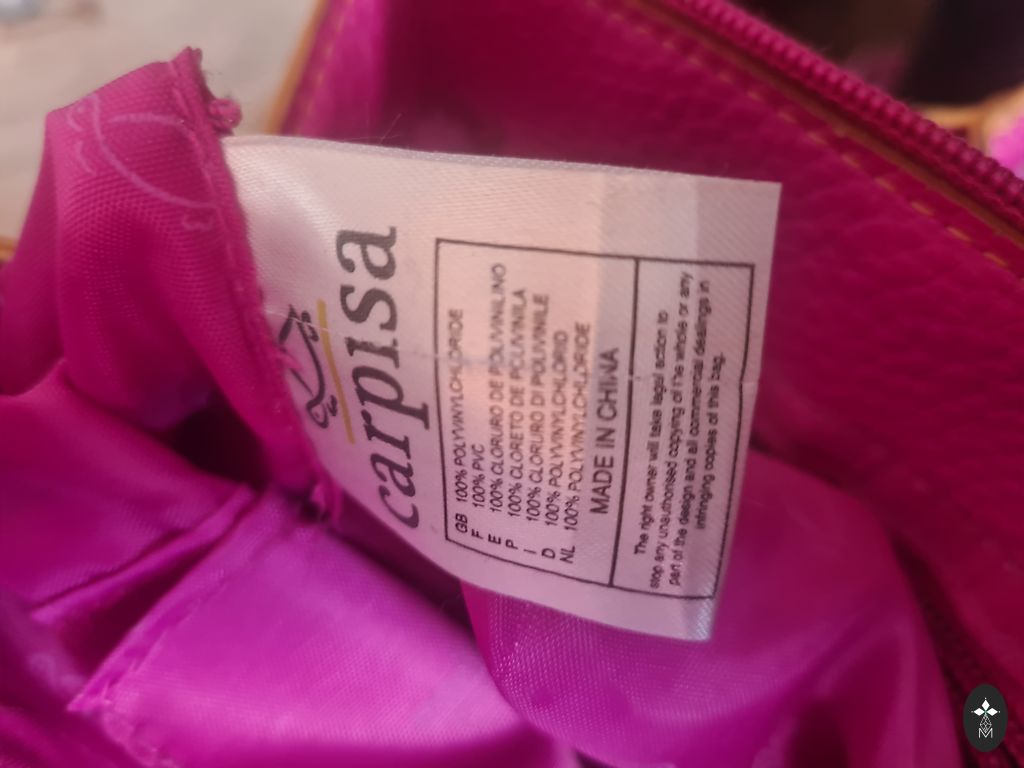 carpisa
GB 100% POLYVINYLCHLORIDE
F 100% PVC
E 100% CLORURO DE POLIVINILINO
P 100% CLORETO DE POLIVINILA
I 100% CLORURO DI POLIVINILE
D 100% POLYVINYLCHLORID
NL 100% POLYVINYLCHLORIDE
MADE IN CHINA
The right owner will take legal action to
stop any unauthorised copying of the whole or any
part of the design and all commercial dealings in
infringing copies of this bag.
M